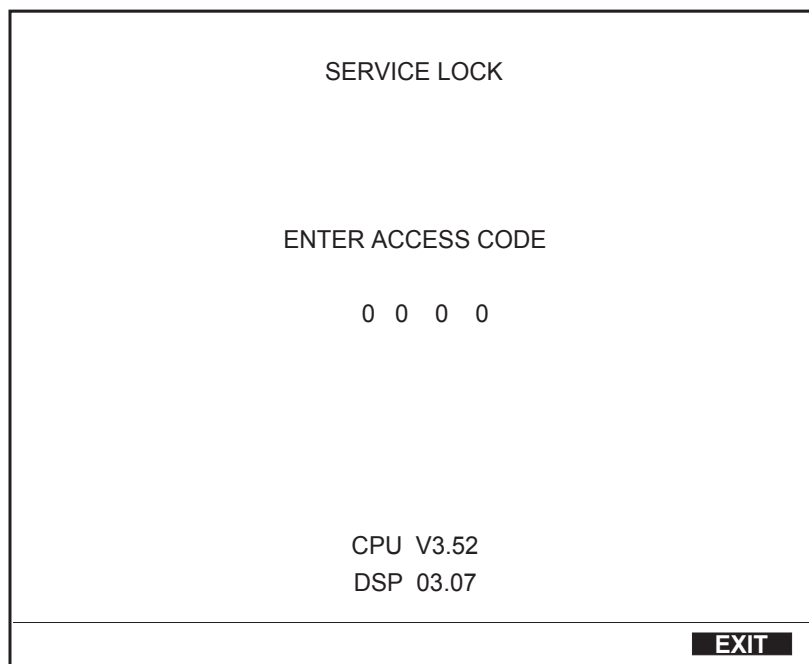 SERVICE LOCK
ENTER ACCESS CODE
0 0 0 0
CPU V3.52
DSP 03.07
EXIT